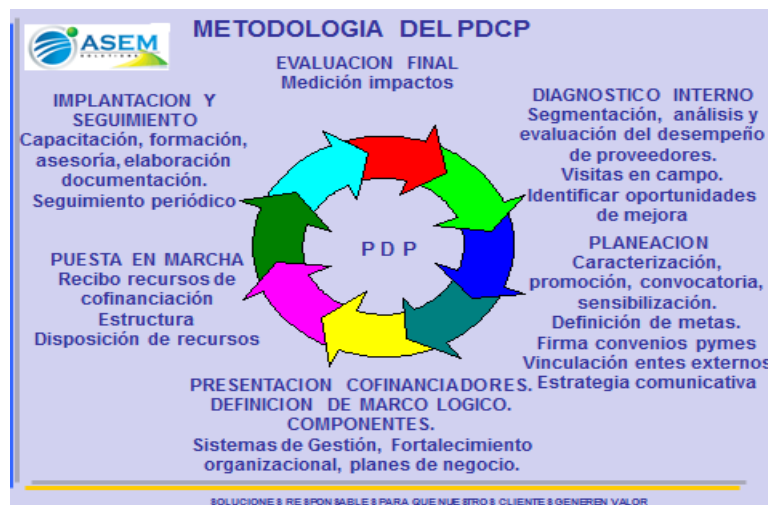 METODOLOGIA DEL PDCP
ASEM
SOLUTIONS
EVALUACION FINAL
Medición impactos
DIAGNOSTICO INTERNO
Segmentación, análisis y
evaluación del desempeño
de proveedores.
Visitas en campo.
Identificar oportunidades
de mejora
PLANEACION
Caracterización,
promoción, convocatoria,
sensibilización.
Definición de metas.
Firma convenios pymes
Vinculación entes externos
Estrategia comunicativa
PRESENTACION COFINANCIADORES.
DEFINICION DE MARCO LOGICO.
COMPONENTES.
Sistemas de Gestión, Fortalecimiento
organizacional, planes de negocio.
PUESTA EN MARCHA
Recibo recursos de
cofinanciación
Estructura
Disposición de recursos
IMPLANTACION Y
SEGUIMIENTO
Capacitación, formación,
asesoría, elaboración
documentación.
Seguimiento periódico
P D P
SOLUCIONES RESPONSABLES PARA QUE NUESTROS CLIENTES GENEREN VALOR